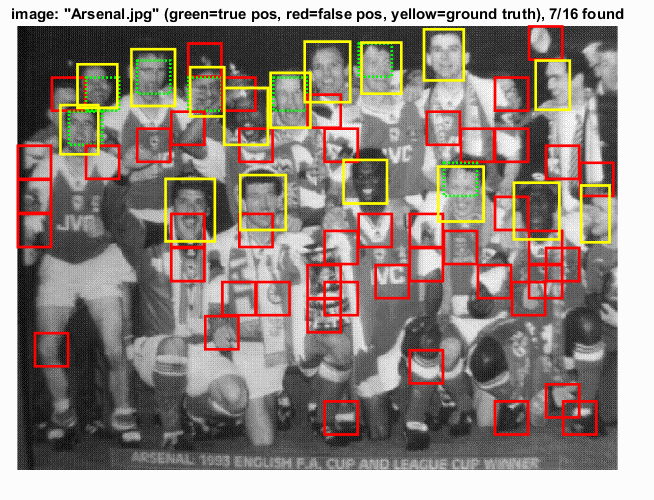 image: "Arsenal.jpg" (green=true pos, red=false pos, yellow=ground truth), 7/16 found
JVC
JVC
ARSENAL, 1993 ENGLISH F.A. CUP AND LEAGUE CUP WINNER